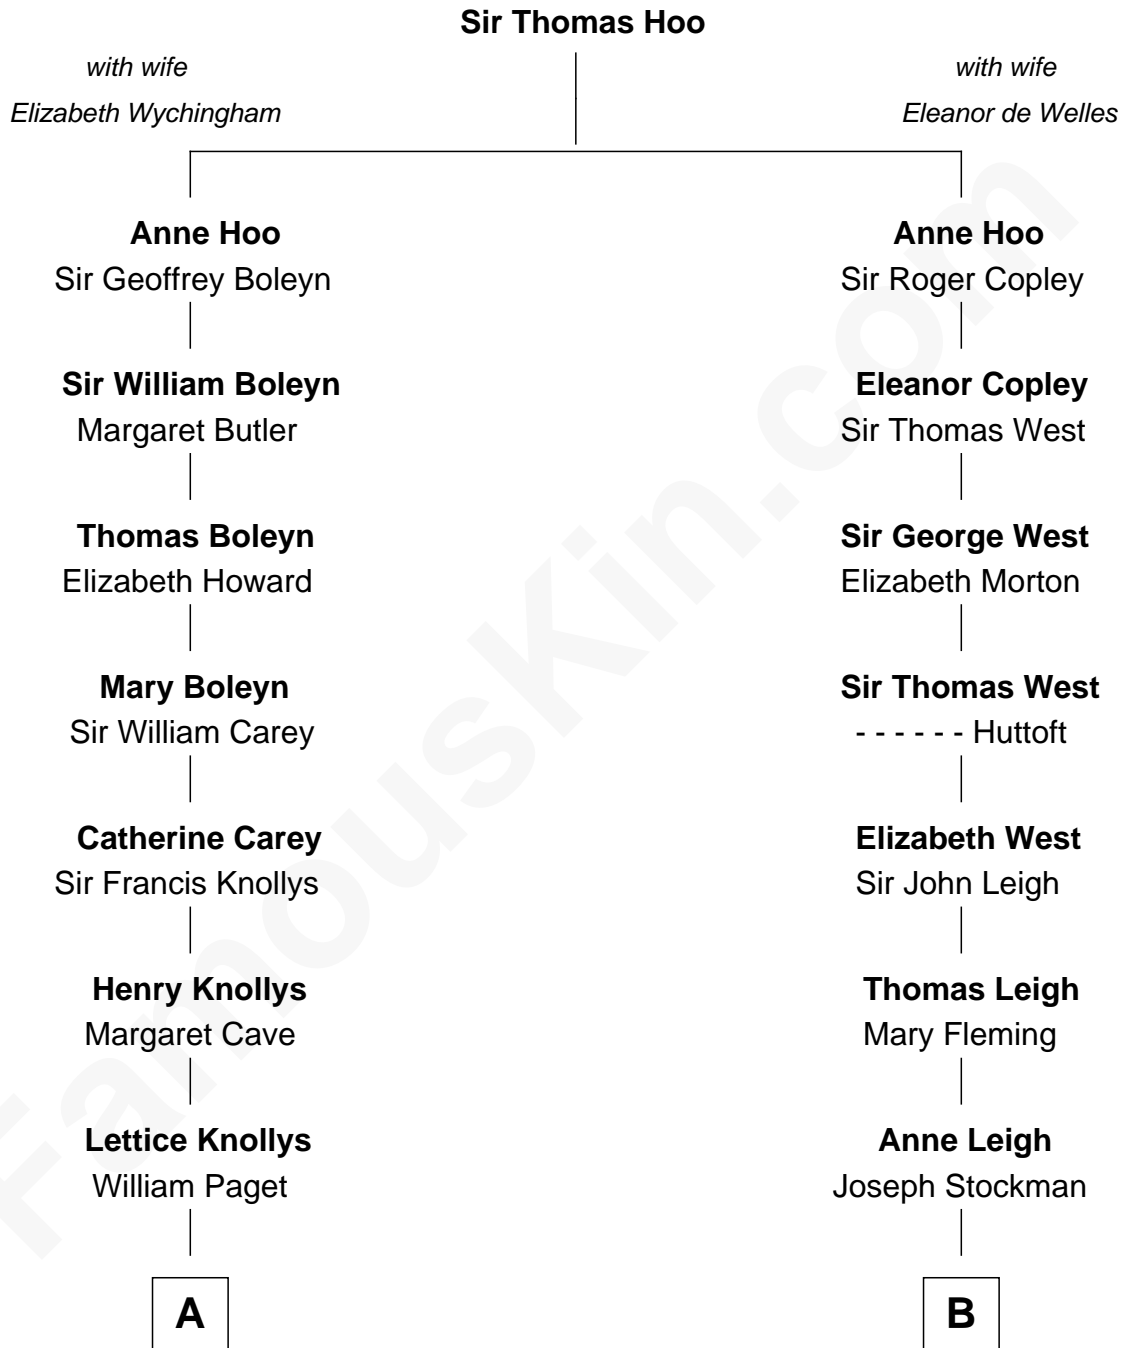 Sir Thomas Hoo
with wife
Elizabeth Wychingham
with wife
Eleanor de Welles
Anne Hoo
Sir Geoffrey Boleyn
Anne Hoo
Sir Roger Copley
Sir William Boleyn
Margaret Butler
Eleanor Copley
Sir Thomas West
Thomas Boleyn
Elizabeth Howard
Sir George West
Elizabeth Morton
Mary Boleyn
Sir William Carey
Sir Thomas West
- - - - - - Huttoft
Catherine Carey
Sir Francis Knollys
Elizabeth West
Sir John Leigh
Henry Knollys
Margaret Cave
Thomas Leigh
Mary Fleming
Lettice Knollys
William Paget
Anne Leigh
Joseph Stockman
A
B
FamousKin.com